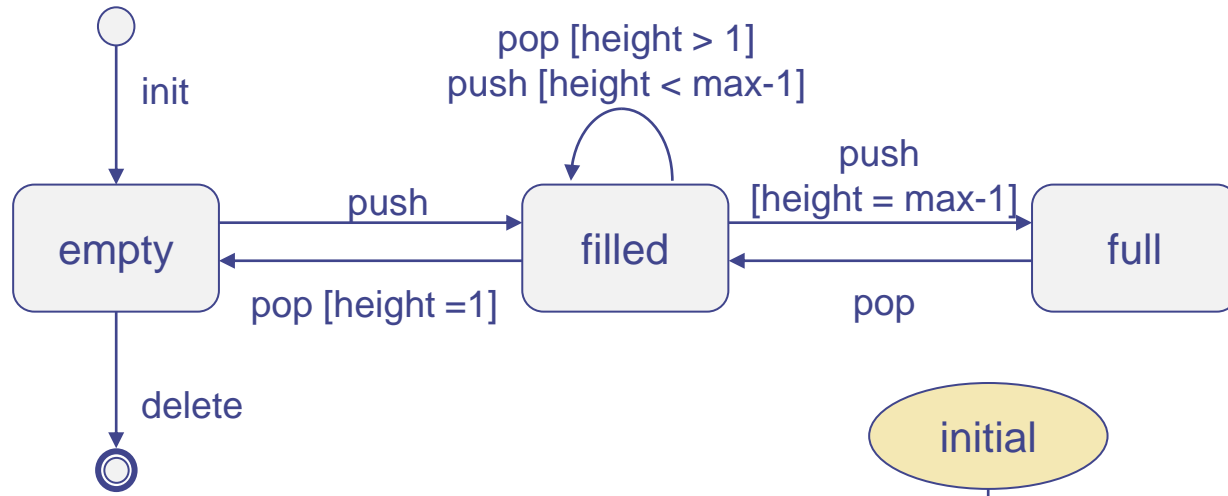 pop [height > 1]
push [height < max-1]
init
push
push
[height = max-1]
empty
filled
full
pop [height =1]
pop
delete
initial